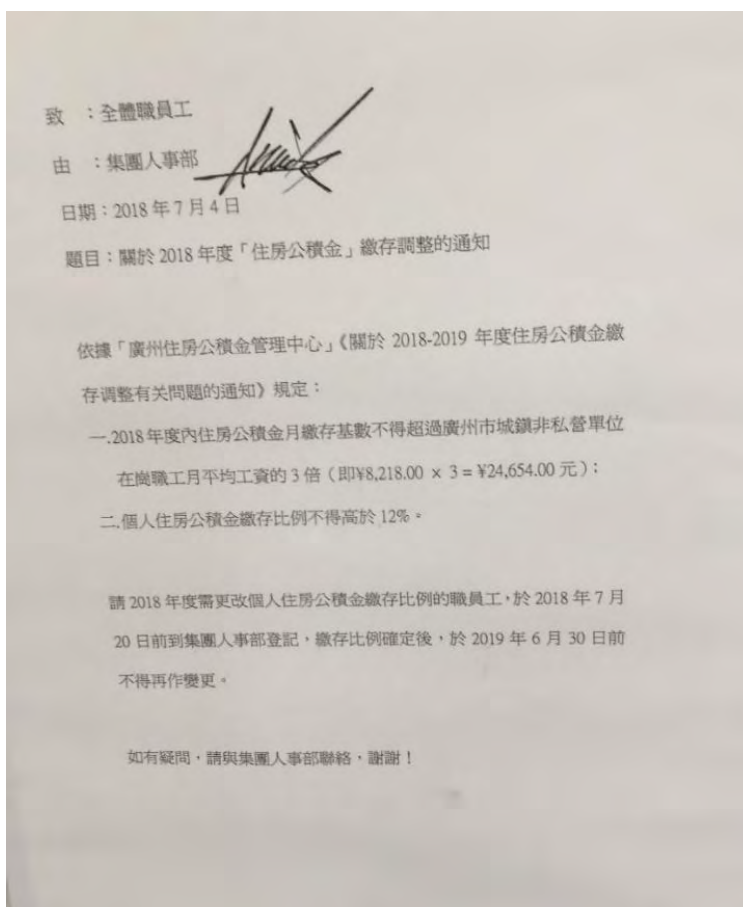 致　：全體職員工
由　：集團人事部
日期：2018 年 7 月 4 日
題目：關於 2018 年度「住房公積金」繳存調整的通知
依據「廣州住房公積金管理中心」《關於 2018-2019 年度住房公積金繳
存调整有关問題的通知》規定：
一.2018 年度內住房公積金月繳存基數不得超過廣州市城鎮非私營單位
在崗職工月平均工資的 3 倍（即¥8,218.00 × 3 = ¥24,654.00 元）；
二.個人住房公積金繳存比例不得高於 12%。
請 2018 年度需更改個人住房公積金繳存比例的職員工，於 2018 年 7 月
20 日前到集團人事部登記，繳存比例確定後，於 2019 年 6 月 30 日前
不得再作變更。
如有疑問，請與集團人事部聯絡，謝謝！